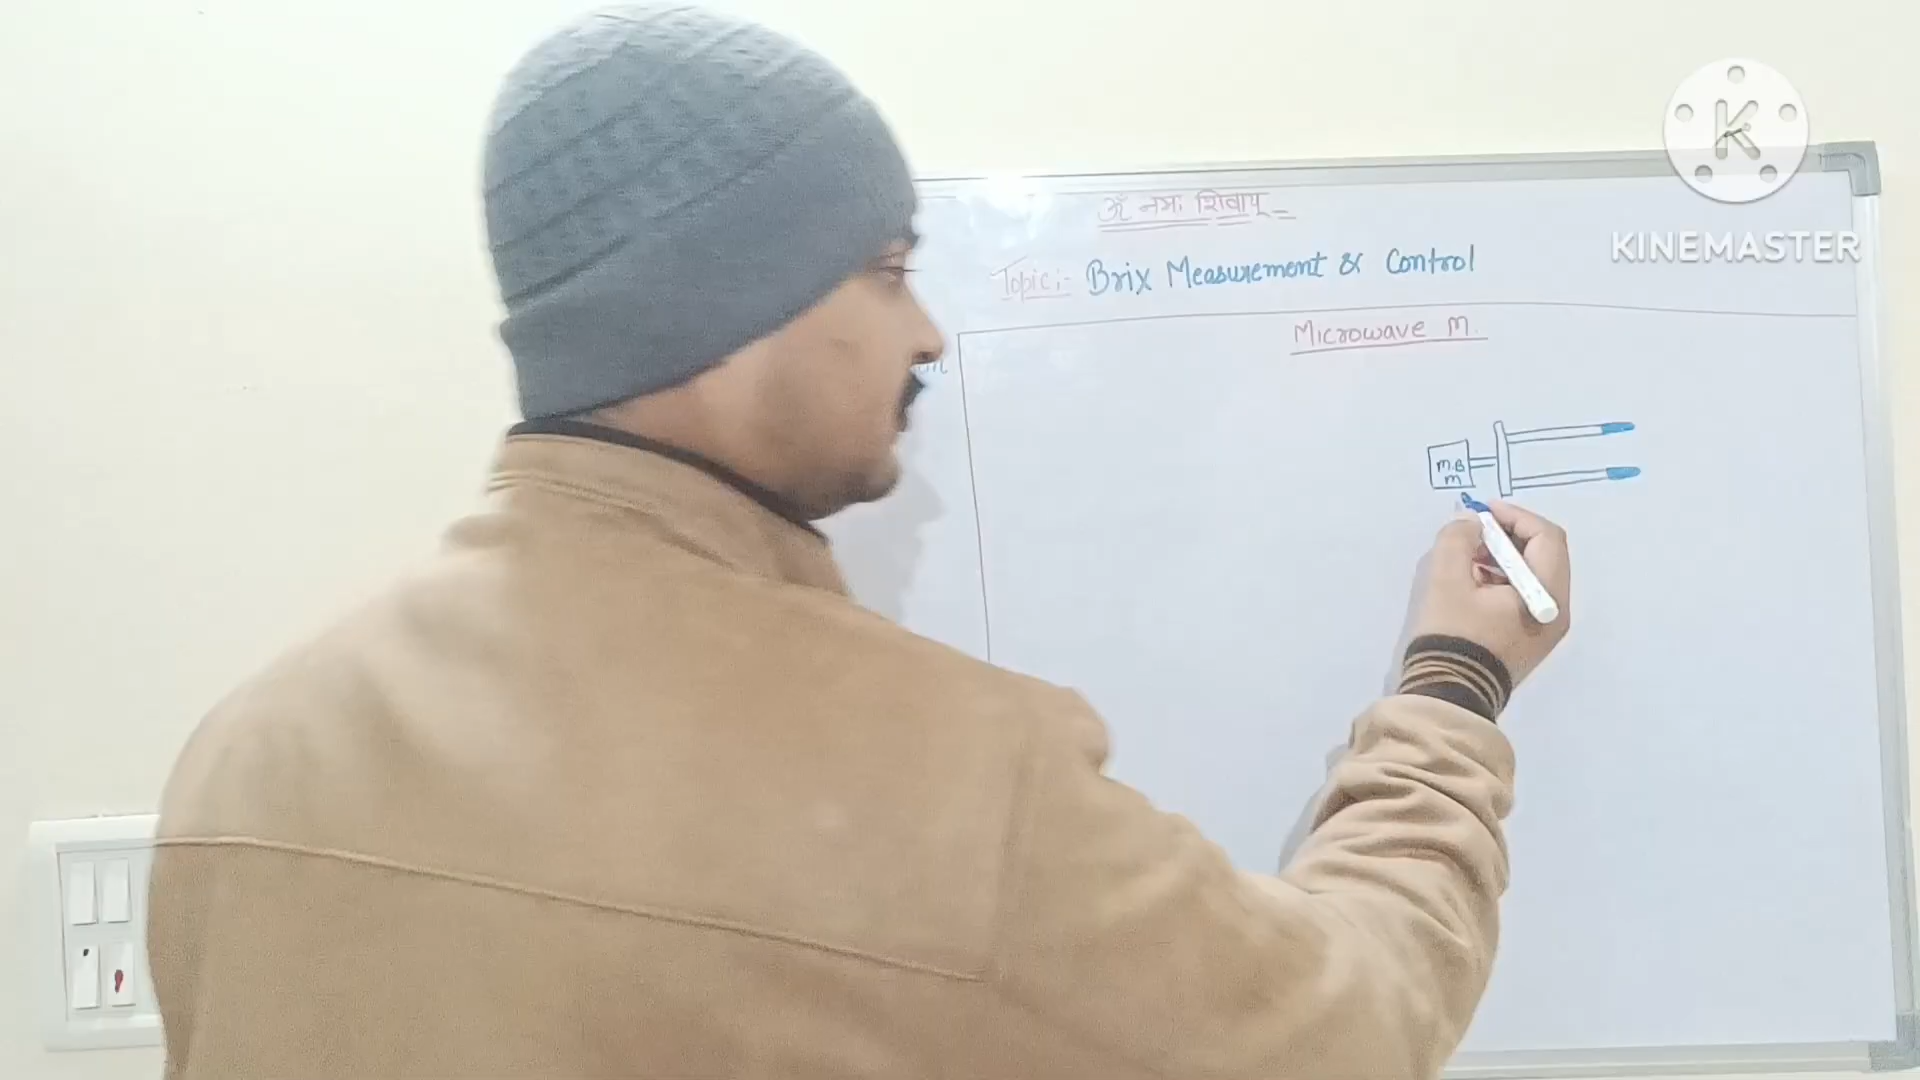 ॐ नमः शिवाय
Topic:- Brix Measurement & Control
Microwave M.
M.B
m
KINEMASTER